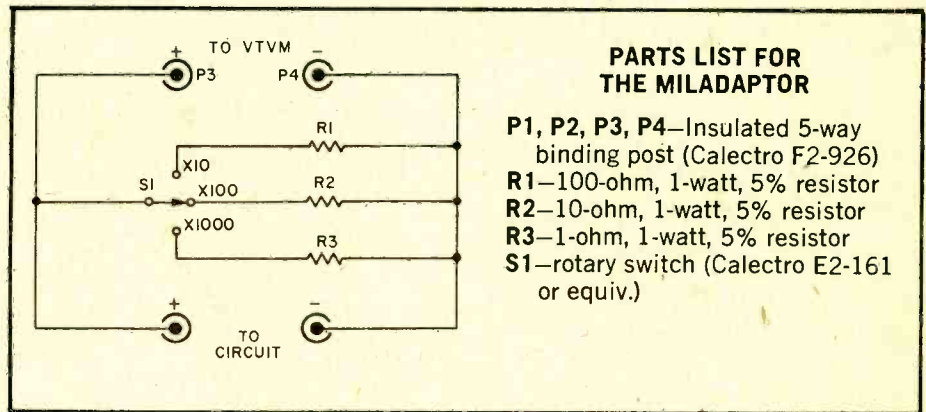 + TO VTVM -
P3 P4
R1
X10
S1 X100 R2
X1000
R3
+ -
TO
CIRCUIT
PARTS LIST FOR
THE MILADAPTOR
P1, P2, P3, P4—Insulated 5-way
binding post (Calectro F2-926)
R1—100-ohm, 1-watt, 5% resistor
R2—10-ohm, 1-watt, 5% resistor
R3—1-ohm, 1-watt, 5% resistor
S1—rotary switch (Calectro E2-161
or equiv.)